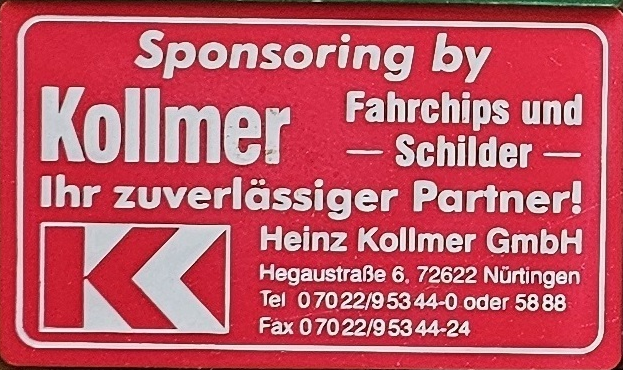 Sponsoring by
Kollmer
Fahrchips und
— Schilder —
Ihr zuverlässiger Partner!
Heinz Kollmer GmbH
Hegaustraße 6, 72622 Nürtingen
Tel 0 70 22/9 53 44-0 oder 58 88
Fax 0 70 22/9 53 44-24